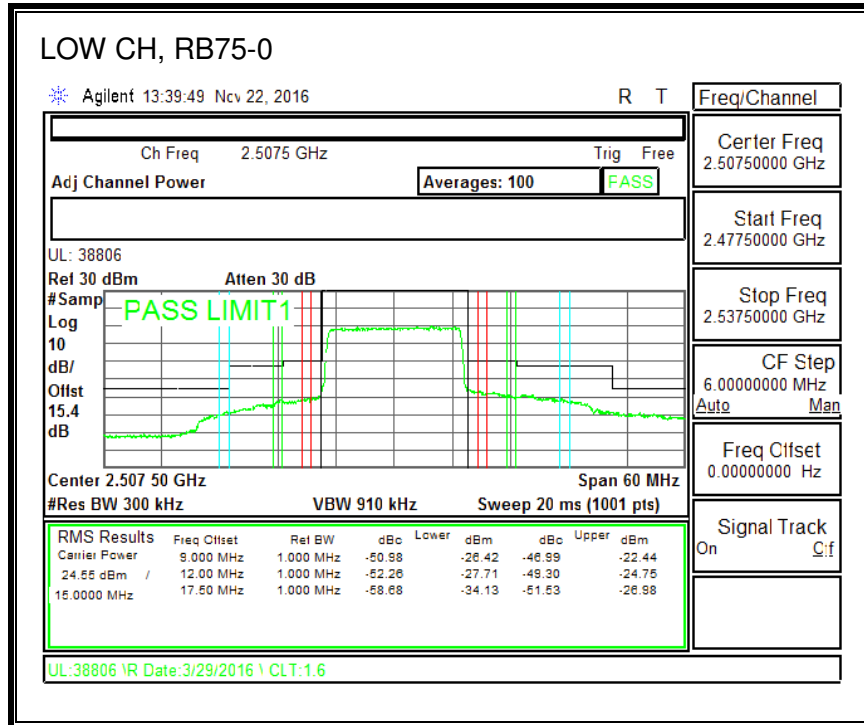 LOW CH, RB75-0
Agilent 13:39:49 Nov 22, 2016 R T
Freq/Channel
Ch Freq 2.5075 GHz Trig Free
Adj Channel Power Averages: 100 PASS
Center Freq
2.50750000 GHz
Start Freq
2.47750000 GHz
Stop Freq
2.53750000 GHz
CF Step
6.00000000 MHz
Auto Man
Freq Offset
0.00000000 Hz
Signal Track
On Off
UL: 38806
Ref 30 dBm Atten 30 dB
#Samp
Log
10
dB/
Offst
15.4
dB
PASS LIMIT1
Center 2.507 50 GHz Span 60 MHz
#Res BW 300 kHz VBW 910 kHz Sweep 20 ms (1001 pts)
RMS Results Freq Offset Ref BW dBc Lower dBm dBc Upper dBm
Carrier Power 9.000 MHz 1.000 MHz -50.98 -26.42 -46.99 -22.44
24.55 dBm / 12.00 MHz 1.000 MHz -52.26 -27.71 -49.30 -24.75
15.0000 MHz 17.50 MHz 1.000 MHz -58.68 -34.13 -51.53 -26.98
UL:38806 \R Date:3/29/2016 \ CLT:1.6